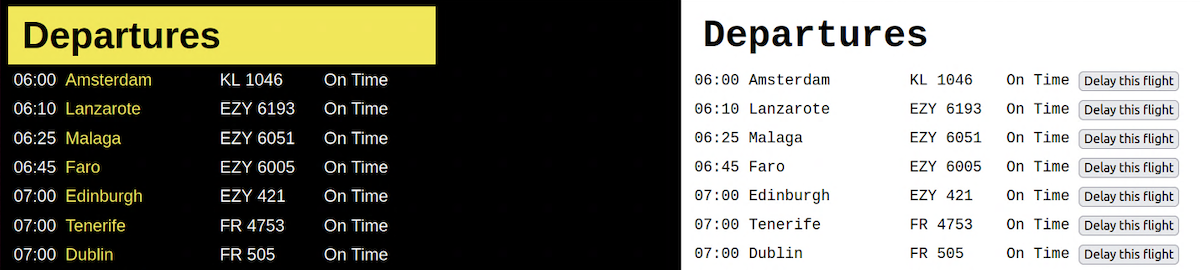 Departures
06:00 Amsterdam KL 1046 On Time
06:10 Lanzarote EZY 6193 On Time
06:25 Malaga EZY 6051 On Time
06:45 Faro EZY 6005 On Time
07:00 Edinburgh EZY 421 On Time
07:00 Tenerife FR 4753 On Time
07:00 Dublin FR 505 On Time
Departures
06:00 Amsterdam KL 1046 On Time Delay this flight
06:10 Lanzarote EZY 6193 On Time Delay this flight
06:25 Malaga EZY 6051 On Time Delay this flight
06:45 Faro EZY 6005 On Time Delay this flight
07:00 Edinburgh EZY 421 On Time Delay this flight
07:00 Tenerife FR 4753 On Time Delay this flight
07:00 Dublin FR 505 On Time Delay this flight